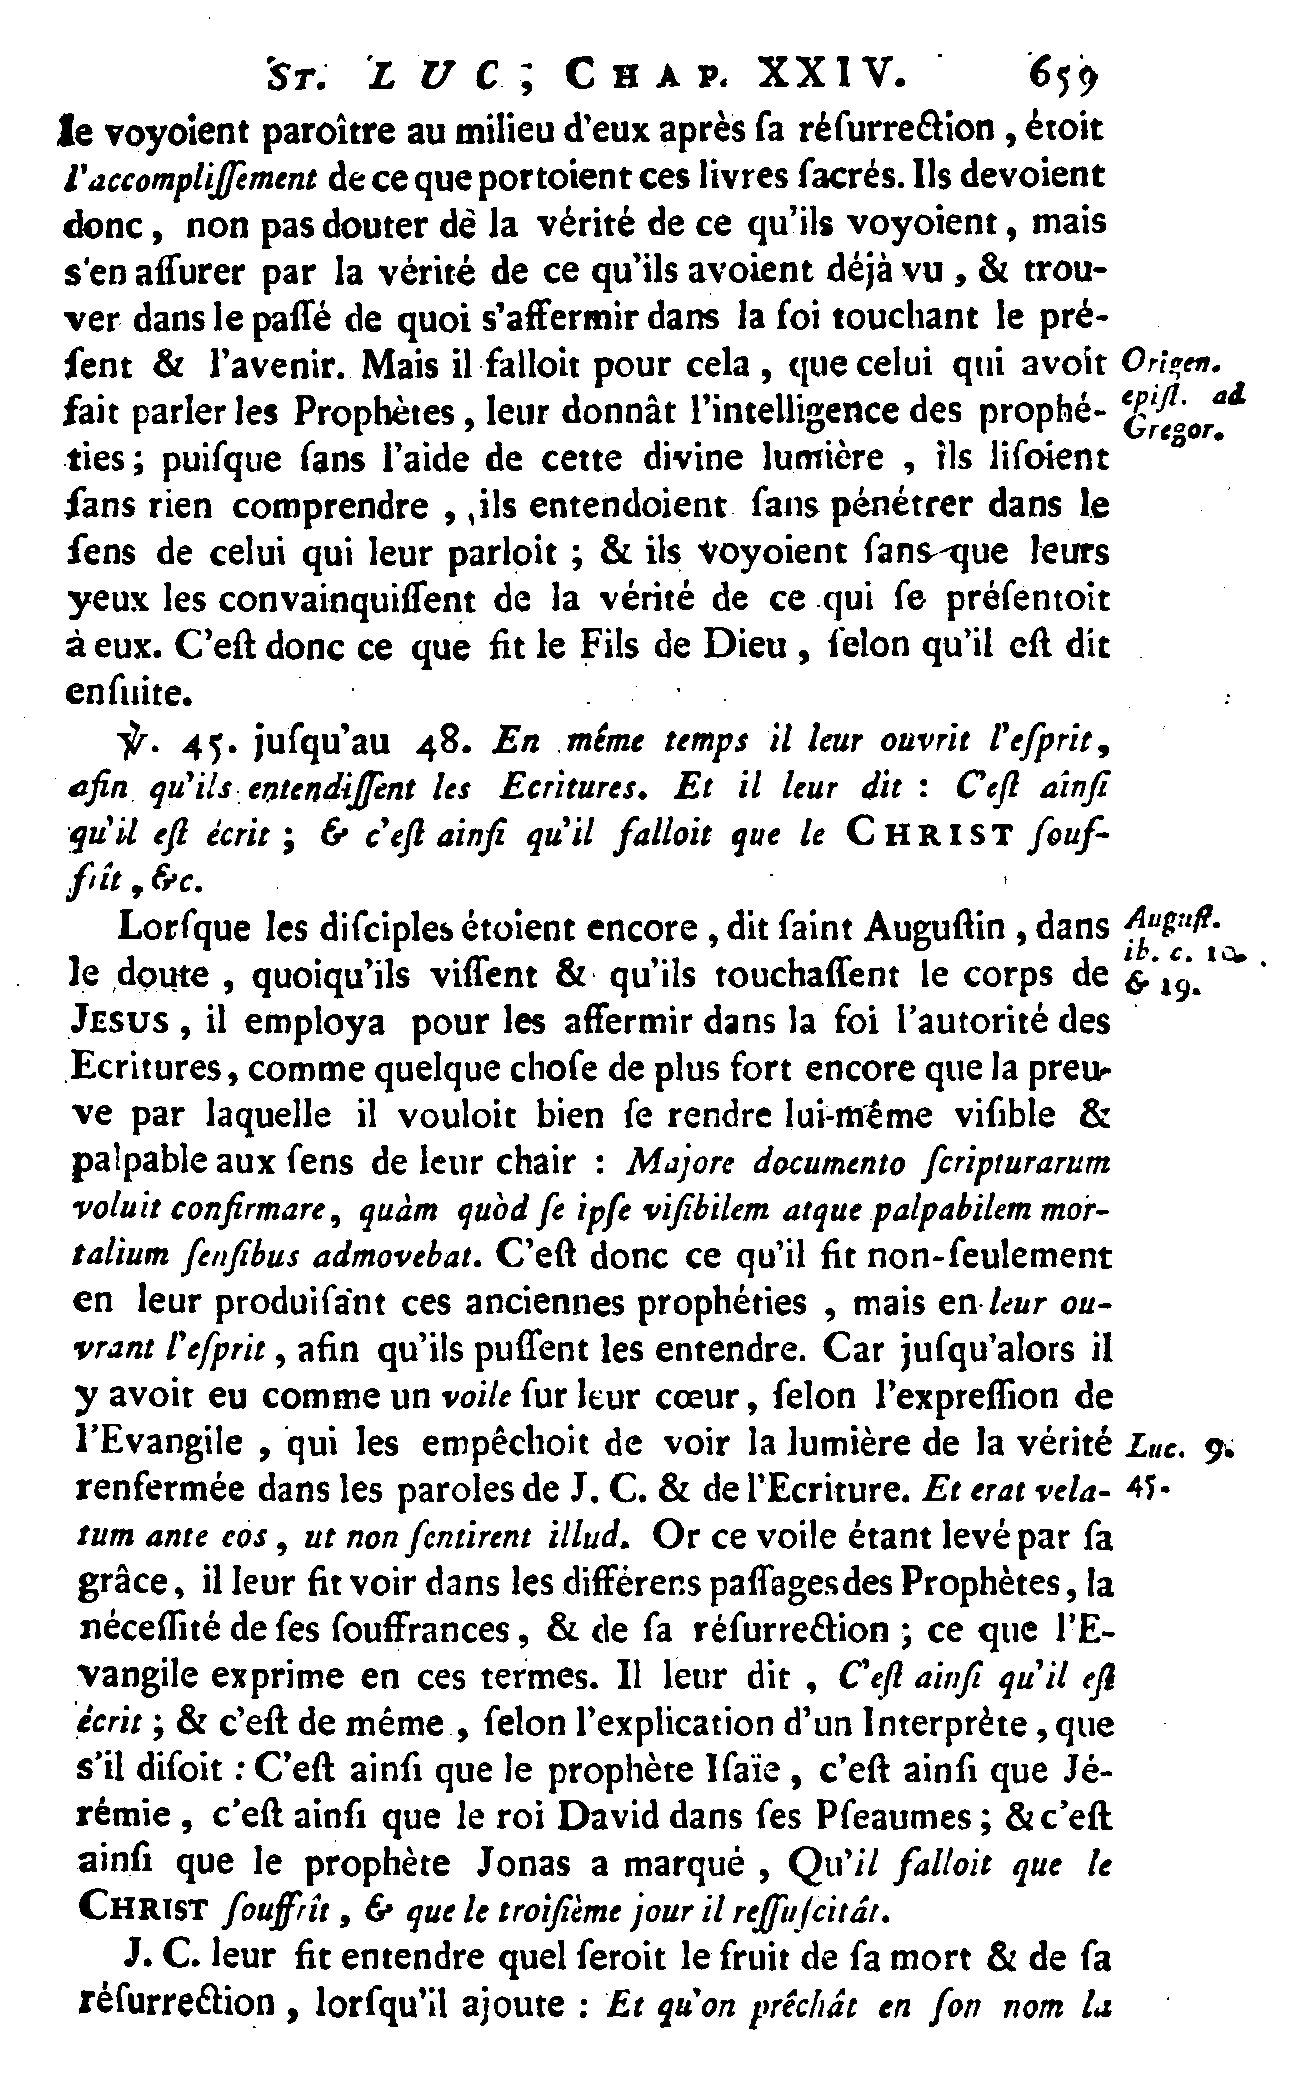 ST. LUC, CHAP. XXIV. 659
le voyoient paroître au milieu d'eux après ſa réſurrection, étoit
l'accompliſſement de ce que portoient ces livres ſacrés. Ils devoient
donc, non pas douter dè la vérité de ce qu'ils voyoient, mais
s'en aſſurer par la vérité de ce qu'ils avoient déjà vu, & trou-
ver dans le paſſé de quoi s'affermir dans la foi touchant le pré-
ſent & l'avenir. Mais il falloit pour cela, que celui qui avoit
Origen.
fait parler les Prophètes, leur donnât l'intelligence des prophé-
epiſt. ad
Gregor.
ties; puiſque ſans l'aide de cette divine lumière, ils liſoient
ſans rien comprendre, ils entendoient ſans pénétrer dans le
ſens de celui qui leur parloit; & ils voyoient ſans que leurs
yeux les convainquiſſent de la vérité de ce qui ſe préſentoit
à eux. C'eſt donc ce que fit le Fils de Dieu, ſelon qu'il eſt dit
enſuite.
℣. 45. juſqu'au 48. En même temps il leur ouvrit l'eſprit,
afin qu'ils entendiſſent les Ecritures. Et il leur dit: C'eſt ainſi
qu'il eſt écrit; & c'eſt ainſi qu'il falloit que le CHRIST ſouf-
frît, &c.
Lorſque les diſciples étoient encore, dit ſaint Auguſtin, dans
Auguſt.
ib. c. 10.
le doute, quoiqu'ils viſſent & qu'ils touchaſſent le corps de
& 19.
JESUS, il employa pour les affermir dans la foi l'autorité des
Ecritures, comme quelque choſe de plus fort encore que la preu-
ve par laquelle il vouloit bien ſe rendre lui-même viſible &
palpable aux ſens de leur chair: Majore documento ſcripturarum
voluit confirmare, quàm quòd ſe ipſe viſibilem atque palpabilem mor-
talium ſenſibus admovebat. C'eſt donc ce qu'il fit non-ſeulement
en leur produiſant ces anciennes prophéties, mais en leur ou-
vrant l'eſprit, afin qu'ils puſſent les entendre. Car juſqu'alors il
y avoit eu comme un voile ſur leur cœur, ſelon l'expreſſion de
l'Evangile, qui les empêchoit de voir la lumière de la vérité
Luc. 9.
renfermée dans les paroles de J. C. & de l'Ecriture. Et erat vela-
45.
tum ante eos, ut non ſentirent illud. Or ce voile étant levé par ſa
grâce, il leur fit voir dans les différens paſſages des Prophètes, la
néceſſité de ſes ſouffrances, & de ſa réſurrection; ce que l'E-
vangile exprime en ces termes. Il leur dit, C'eſt ainſi qu'il eſt
écrit; & c'eſt de même, ſelon l'explication d'un Interprète, que
s'il diſoit: C'eſt ainſi que le prophète Iſaïe, c'eſt ainſi que Jé-
rémie, c'eſt ainſi que le roi David dans ſes Pſeaumes; & c'eſt
ainſi que le prophète Jonas a marqué, Qu'il falloit que le
CHRIST ſouffrît, & que le troiſième jour il reſſuſcitât.
J. C. leur fit entendre quel ſeroit le fruit de ſa mort & de ſa
réſurrection, lorſqu'il ajoute: Et qu'on prêchât en ſon nom la